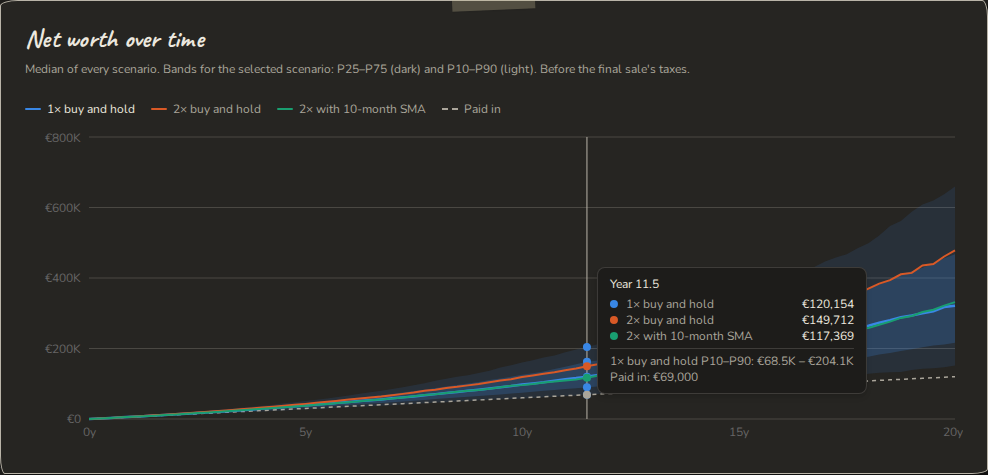 Net worth over time
Median of every scenario. Bands for the selected scenario: P25–P75 (dark) and P10–P90 (light). Before the final sale's taxes.
1× buy and hold 2× buy and hold 2× with 10-month SMA Paid in
€800K
€600K
€400K
€200K
€0
Year 11.5
1× buy and hold €120,154
2× buy and hold €149,712
2× with 10-month SMA €117,369
1× buy and hold P10–P90: €68.5K – €204.1K
Paid in: €69,000
0y 5y 10y 15y 20y